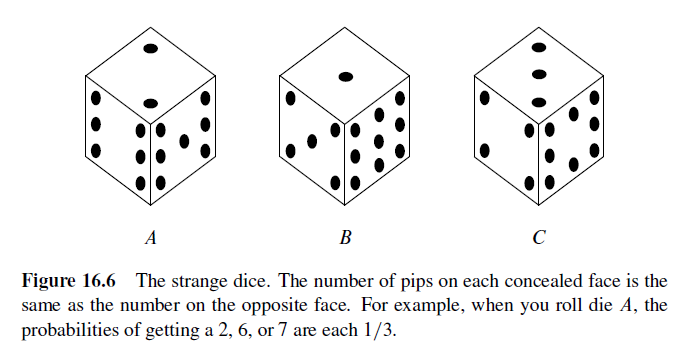 A B C
Figure 16.6 The strange dice. The number of pips on each concealed face is the
same as the number on the opposite face. For example, when you roll die A, the
probabilities of getting a 2, 6, or 7 are each 1/3.